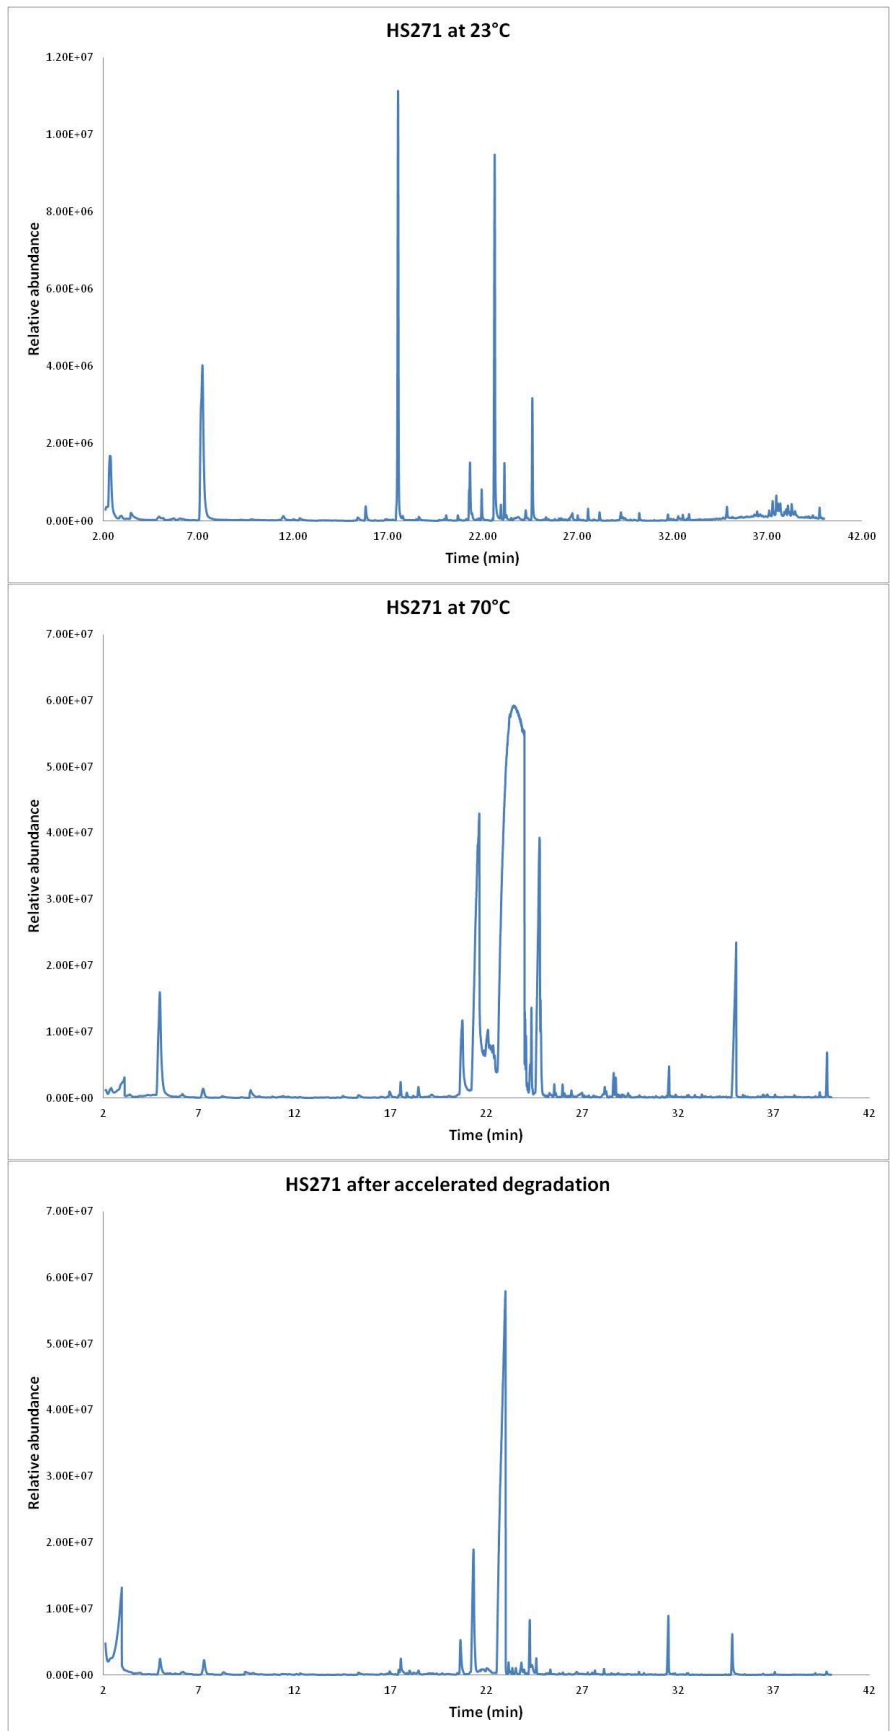 HS271 at 23°C
1.20E+07
1.00E+07
8.00E+06
6.00E+06
4.00E+06
2.00E+06
0.00E+00
Relative abundance
2.00 7.00 12.00 17.00 22.00 27.00 32.00 37.00 42.00
Time (min)
HS271 at 70°C
7.00E+07
6.00E+07
5.00E+07
4.00E+07
3.00E+07
2.00E+07
1.00E+07
0.00E+00
Relative abundance
2 7 12 17 22 27 32 37 42
Time (min)
HS271 after accelerated degradation
7.00E+07
6.00E+07
5.00E+07
4.00E+07
3.00E+07
2.00E+07
1.00E+07
0.00E+00
Relative abundance
2 7 12 17 22 27 32 37 42
Time (min)